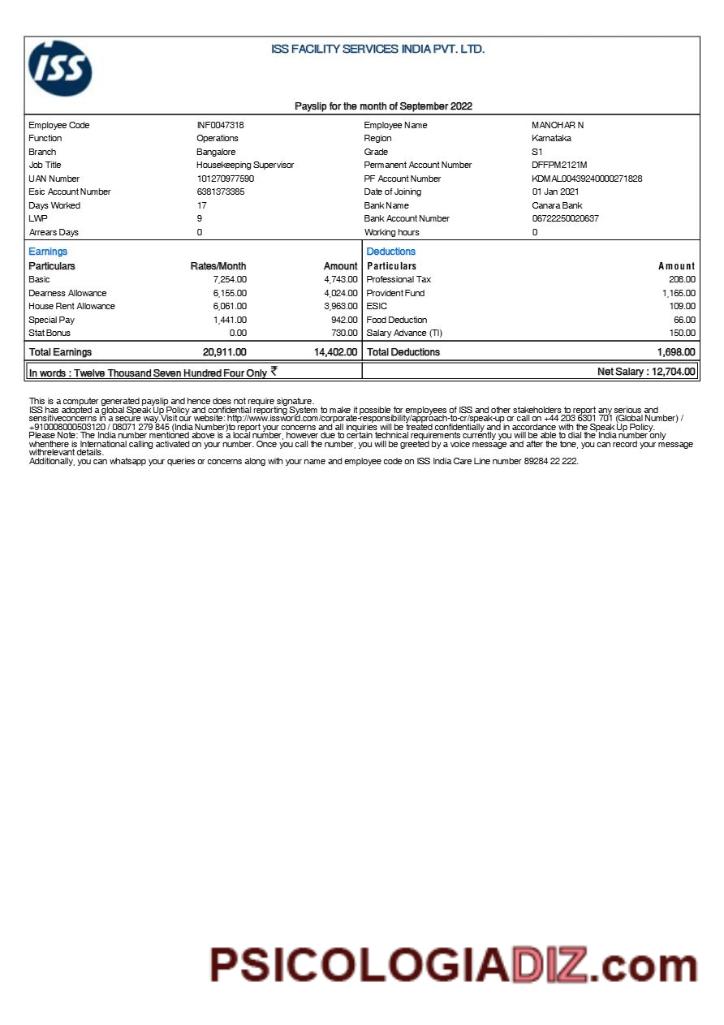 iss
ISS FACILITY SERVICES INDIA PVT. LTD.
Payslip for the month of September 2022
Employee Code INF0047318 Employee Name MANOHAR N
Function Operations Region Karnataka
Branch Bangalore Grade S1
Job Title Housekeeping Supervisor Permanent Account Number DFFPM2121M
UAN Number 101270977590 PF Account Number KDMAL00439240000271828
Esic Account Number 6381373385 Date of Joining 01 Jan 2021
Days Worked 17 Bank Name Canara Bank
LWP 9 Bank Account Number 06722250020637
Arrears Days 0 Working hours 0
Earnings Deductions
Particulars Rates/Month Amount Particulars Amount
Basic 7,254.00 4,743.00 Professional Tax 208.00
Dearness Allowance 6,155.00 4,024.00 Provident Fund 1,165.00
House Rent Allowance 6,061.00 3,963.00 ESIC 109.00
Special Pay 1,441.00 942.00 Food Deduction 66.00
Stat Bonus 0.00 730.00 Salary Advance (TI) 150.00
Total Earnings 20,911.00 14,402.00 Total Deductions 1,698.00
In words : Twelve Thousand Seven Hundred Four Only ₹ Net Salary : 12,704.00
This is a computer generated payslip and hence does not require signature.
ISS has adopted a global Speak Up Policy and confidential reporting System to make it possible for employees of ISS and other stakeholders to report any serious and
sensitiveconcerns in a secure way.Visit our website: http://www.issworld.com/corporate-responsibility/approach-to-cr/speak-up or call on +44 203 6301 701 (Global Number) /
+9100080000503120 / 08071 279 845 (India Number)to report your concerns and all inquiries will be treated confidentially and in accordance with the Speak Up Policy.
Please Note: The India number mentioned above is a local number, however due to certain technical requirements currently you will be able to dial the India number only
whenthere is International calling activated on your number. Once you call the number, you will be greeted by a voice message and after the tone, you can record your message
withrelevant details.
Additionally, you can whatsapp your queries or concerns along with your name and employee code on ISS India Care Line number 89284 22 222.
PSICOLOGIADIZ.com